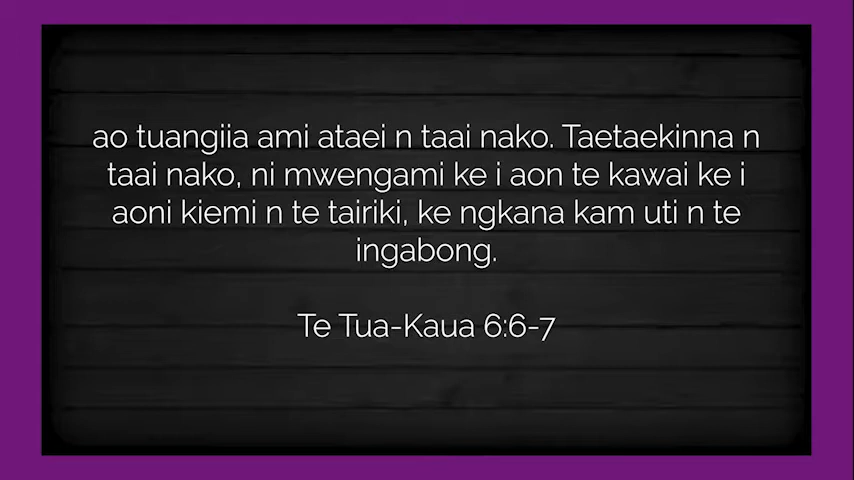 ao tuangiia ami ataei n taai nako. Taetaekinna n
taai nako, ni mwengami ke i aon te kawai ke i
aoni kiemi n te tairiki, ke ngkana kam uti n te
ingabong.
Te Tua-Kaua 6:6-7